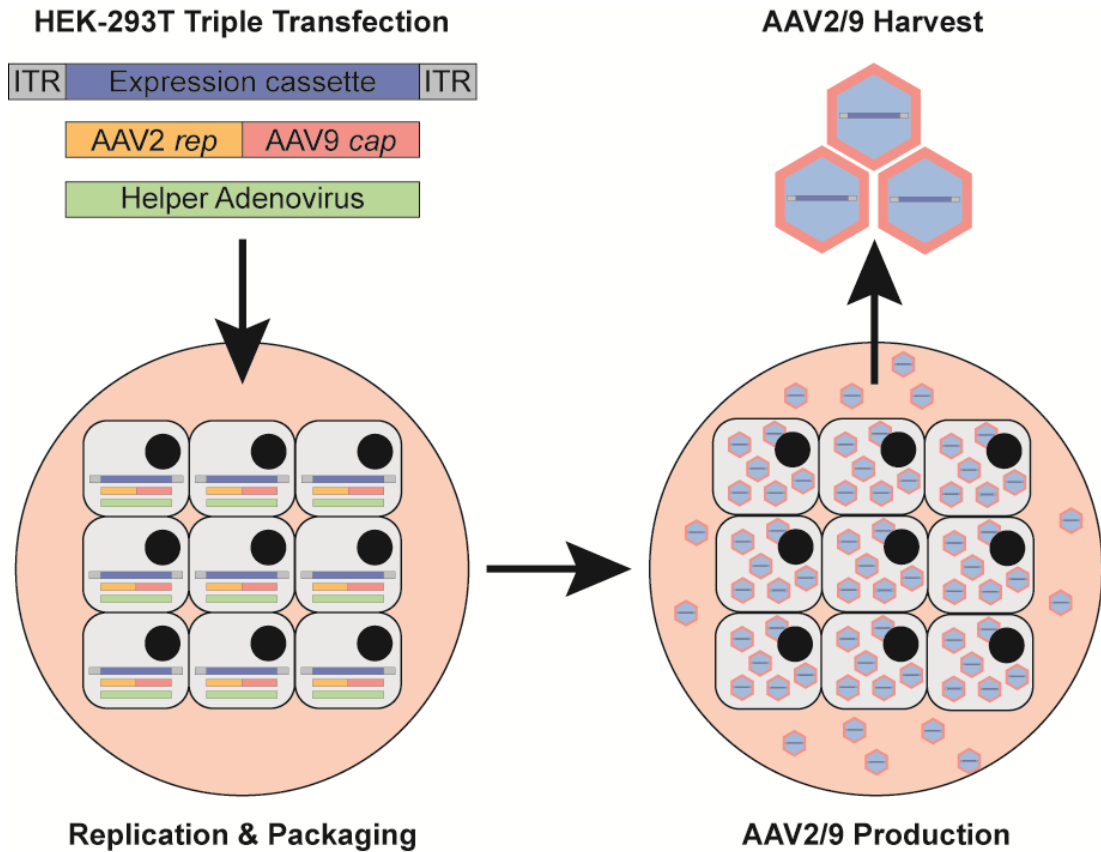 HEK-293T Triple Transfection
ITR Expression cassette ITR
AAV2 rep AAV9 cap
Helper Adenovirus
Replication & Packaging
AAV2/9 Harvest
AAV2/9 Production